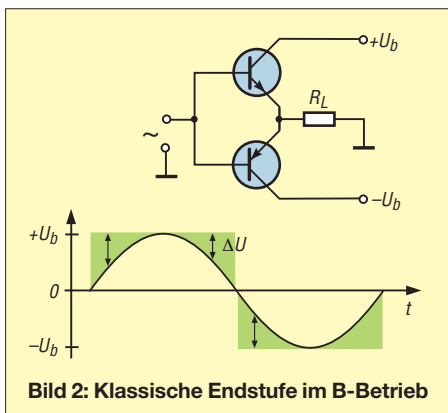 +U_b
R_L
~
−U_b
+U_b
ΔU
0
t
−U_b
Bild 2: Klassische Endstufe im B-Betrieb